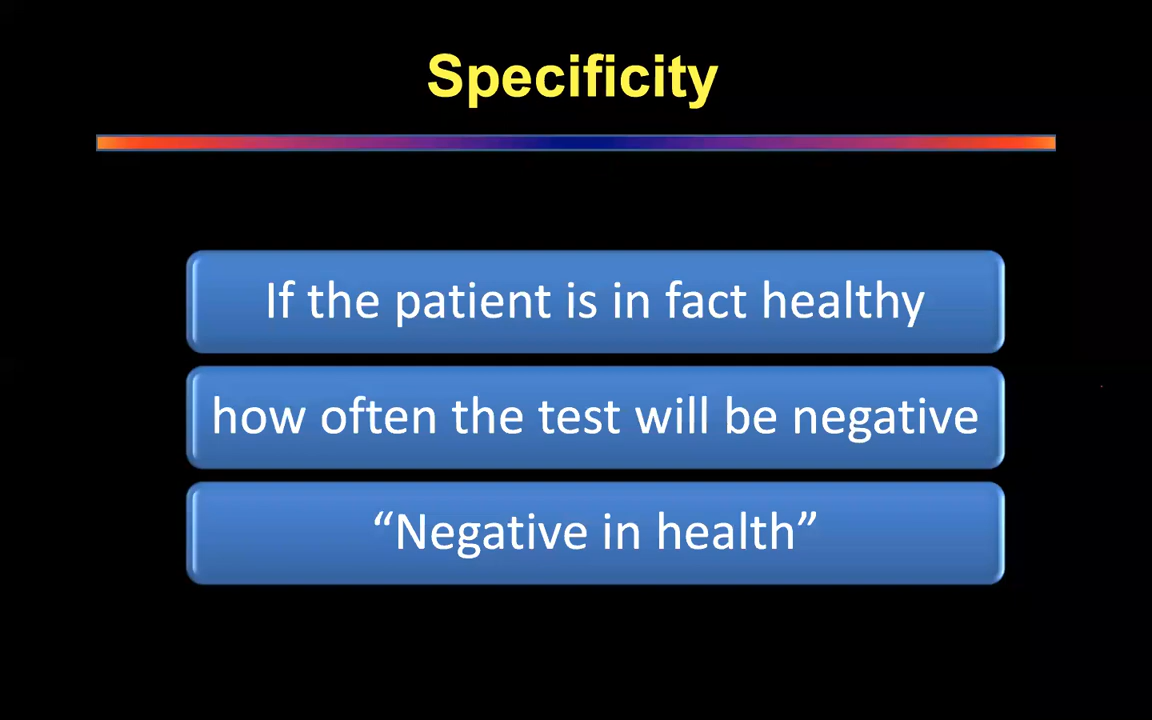 Specificity
If the patient is in fact healthy
how often the test will be negative
“Negative in health”